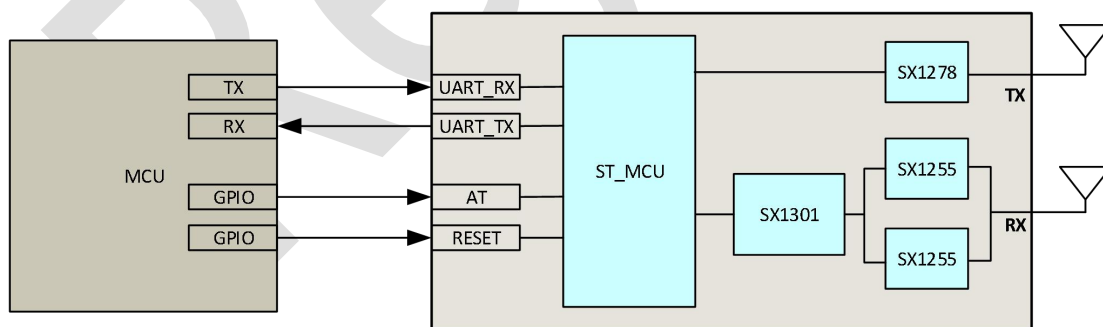 MCU
TX
RX
GPIO
GPIO
UART_RX
UART_TX
AT
RESET
ST_MCU
SX1301
SX1278
SX1255
SX1255
TX
RX